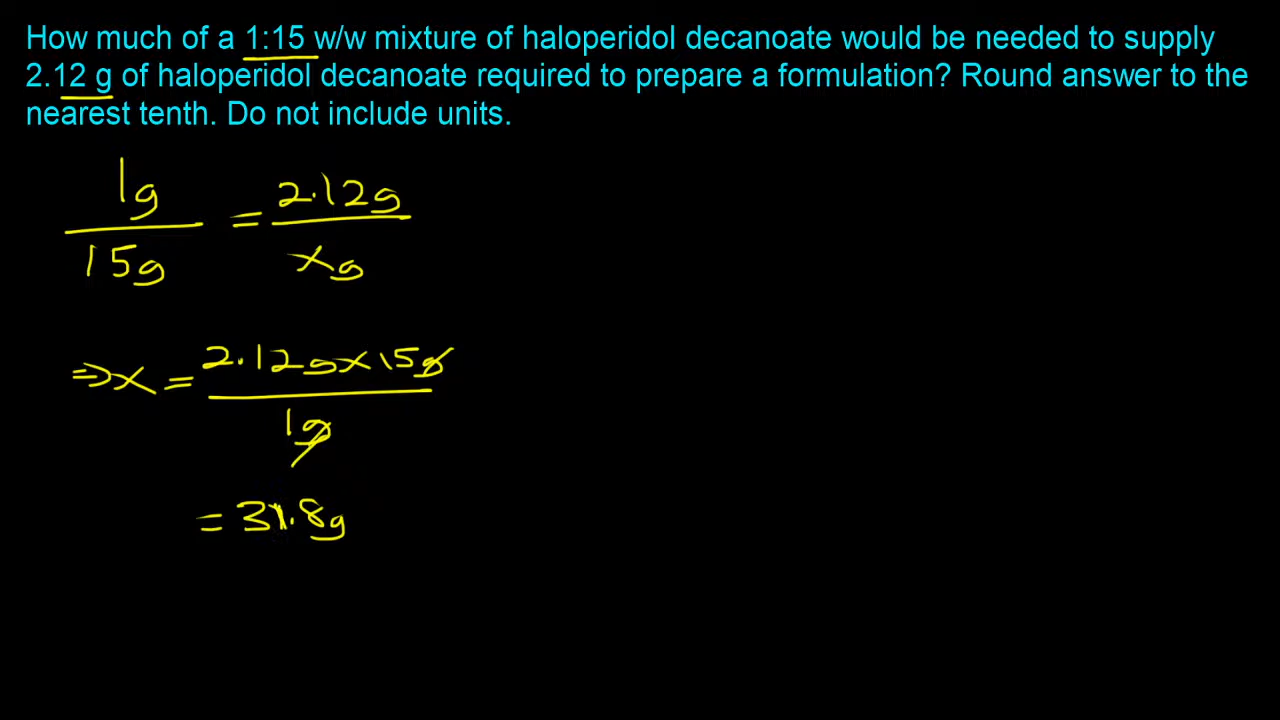 How much of a 1:15 w/w mixture of haloperidol decanoate would be needed to supply
2.12 g of haloperidol decanoate required to prepare a formulation? Round answer to the
nearest tenth. Do not include units.
1g
15g
=
2.12g
xg
⇒x =
2.12g×15g
1g
= 31.8g